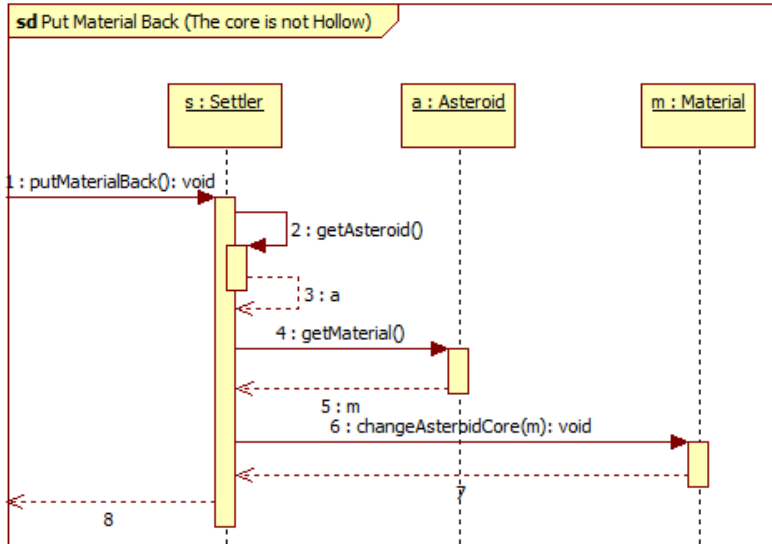 sd Put Material Back (The core is not Hollow)
s : Settler
a : Asteroid
m : Material
1 : putMaterialBack(): void
2 : getAsteroid()
3 : a
4 : getMaterial()
5 : m
6 : changeAsteroidCore(m): void
7
8